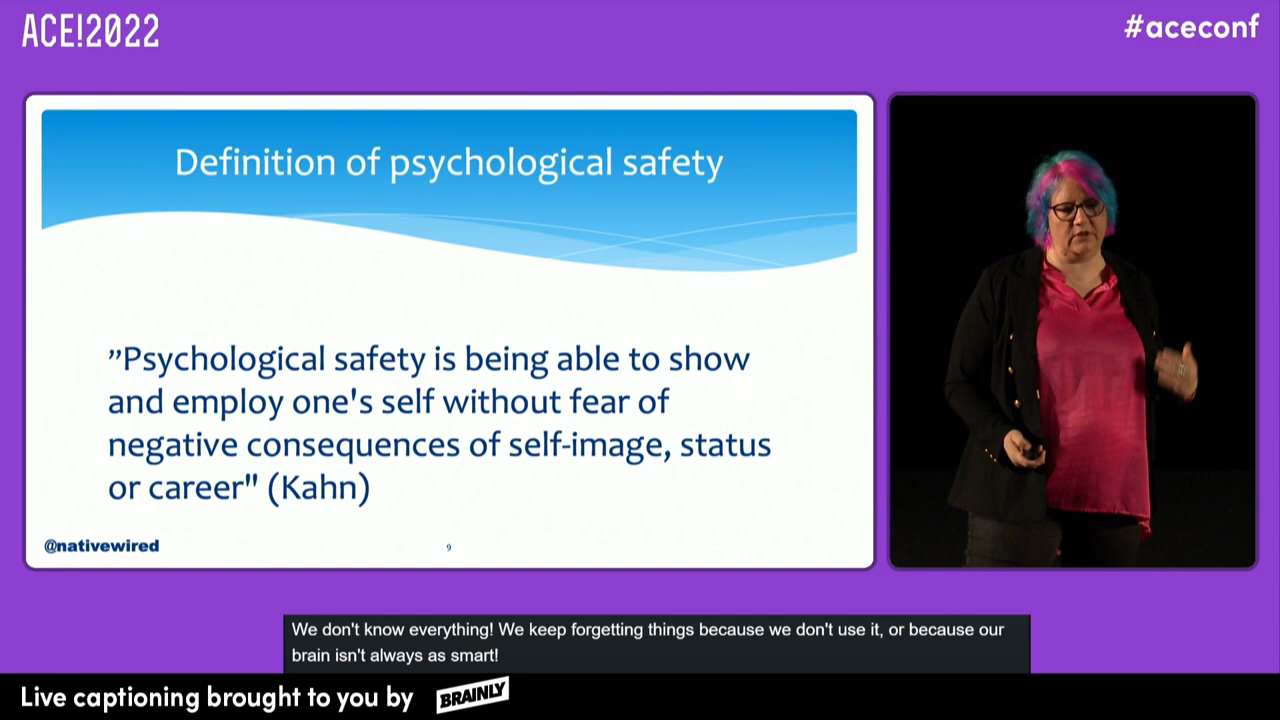 ACE!2022
#aceconf
Definition of psychological safety
”Psychological safety is being able to show
and employ one's self without fear of
negative consequences of self-image, status
or career" (Kahn)
@nativewired
9
We don't know everything! We keep forgetting things because we don't use it, or because our
brain isn't always as smart!
Live captioning brought to you by BRAINLY